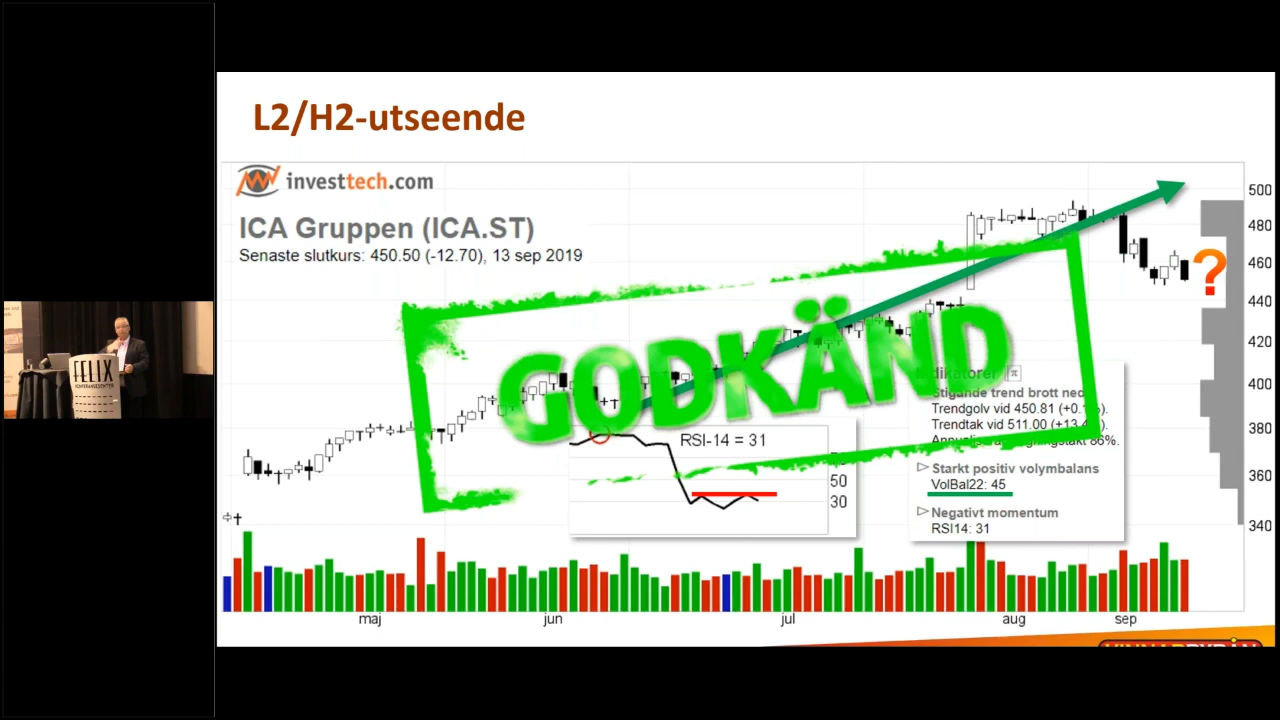 L2/H2-utseende
investtech.com
ICA Gruppen (ICA.ST)
Senaste slutkurs: 450.50 (-12.70), 13 sep 2019
500
480
460
440
420
400
380
360
340
?
GODKÄND
Indikatorer
Stigande trend brott ned
Trendgolv vid 450.81
Trendtak vid 511.00
86%.
Starkt positiv volymbalans
VolBal22: 45
Negativt momentum
RSI14: 31
RSI-14 = 31
50
30
maj
jun
jul
aug
sep
FELIX
KONFERENSCENTER